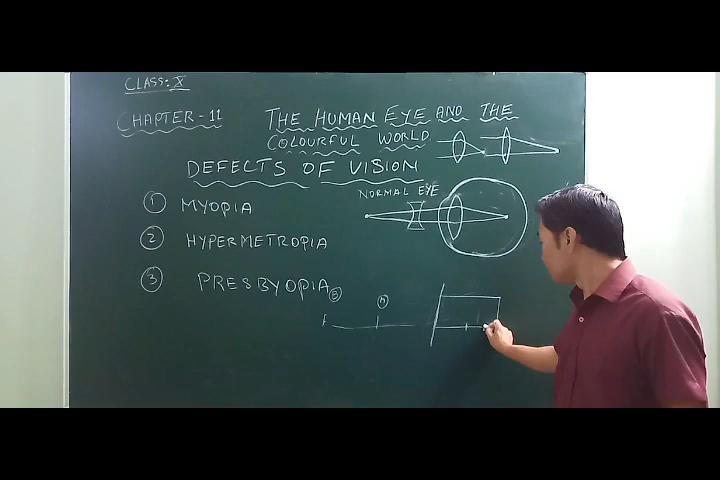 CLASS: X
CHAPTER - 11 THE HUMAN EYE AND THE
COLOURFUL WORLD
DEFECTS OF VISION
NORMAL EYE
1 MYOPIA
2 HYPERMETROPIA
3 PRESBYOPIA